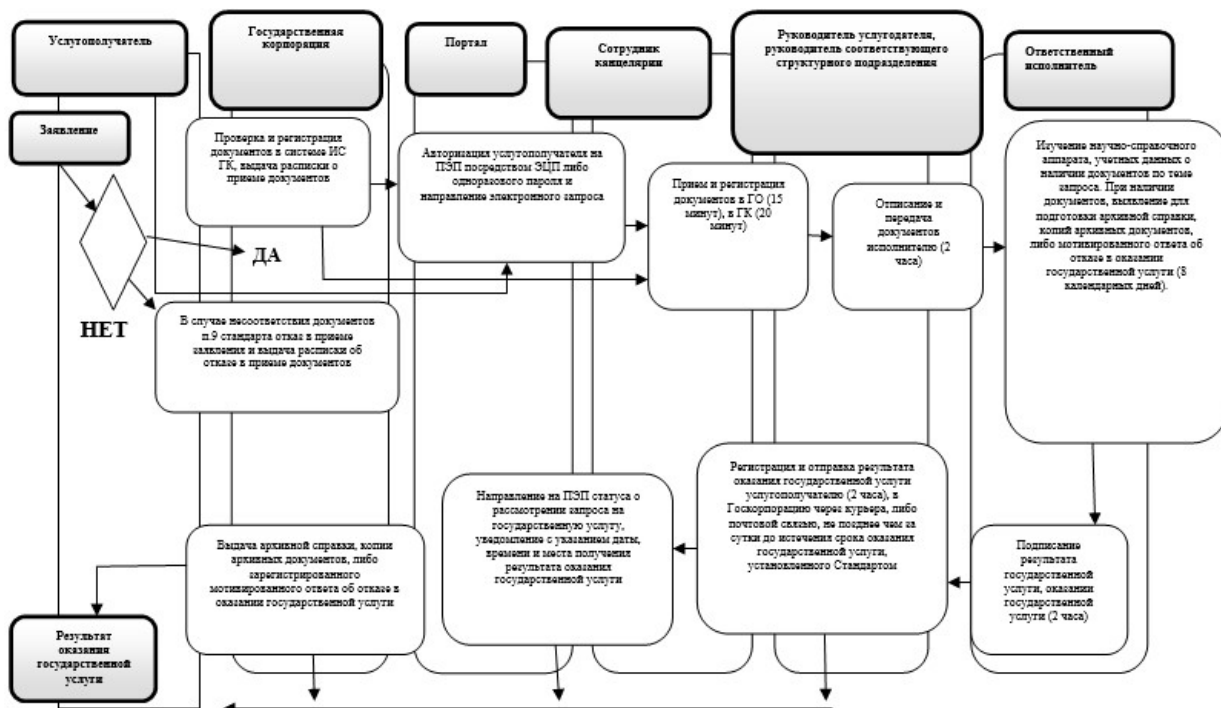 Услугополучатель
Государственная
корпорация
Портал
Сотрудник
канцелярии
Руководитель услугодателя,
руководитель соответствующего
структурного подразделения
Ответственный
исполнитель
Заявление
Проверка и регистрация
документов в системе ИС
ГК, выдача расписки о
приеме документов
Авторизация услугополучателя на
ПЭП посредством ЭЦП либо
одноразового пароля и
направление электронного запроса
Прием и регистрация
документов в ГО (15
минут), в ГК (20
минут)
Отписание и
передача
документов
исполнителю (2
часа)
Изучение научно-справочного
аппарата, учетных данных о
наличии документов по теме
запроса. При наличии
документов, выявление для
подготовки архивной справки,
копий архивных документов,
либо мотивированного ответа об
отказе в оказании
государственной услуги (8
календарных дней).
ДА
НЕТ
В случае несоответствия документов
п.9 стандарта отказ в приеме
заявления и выдача расписки об
отказе в приеме документов
Выдача архивной справки, копии
архивных документов, либо
зарегистрированного
мотивированного ответа об отказе в
оказании государственной услуги
Направление на ПЭП статуса о
рассмотрении запроса на
государственную услугу,
уведомление с указанием даты,
времени и места получения
результата оказания
государственной услуги
Регистрация и отправка результата
оказания государственной услуги
услугополучателю (2 часа), в
Госкорпорацию через курьера, либо
почтовой связью, не позднее чем за
сутки до истечения срока оказания
государственной услуги,
установленного Стандартом
Подписание
результата
государственной
услуги, оказании
государственной
услуги (2 часа)
Результат
оказания
государственной
услуги